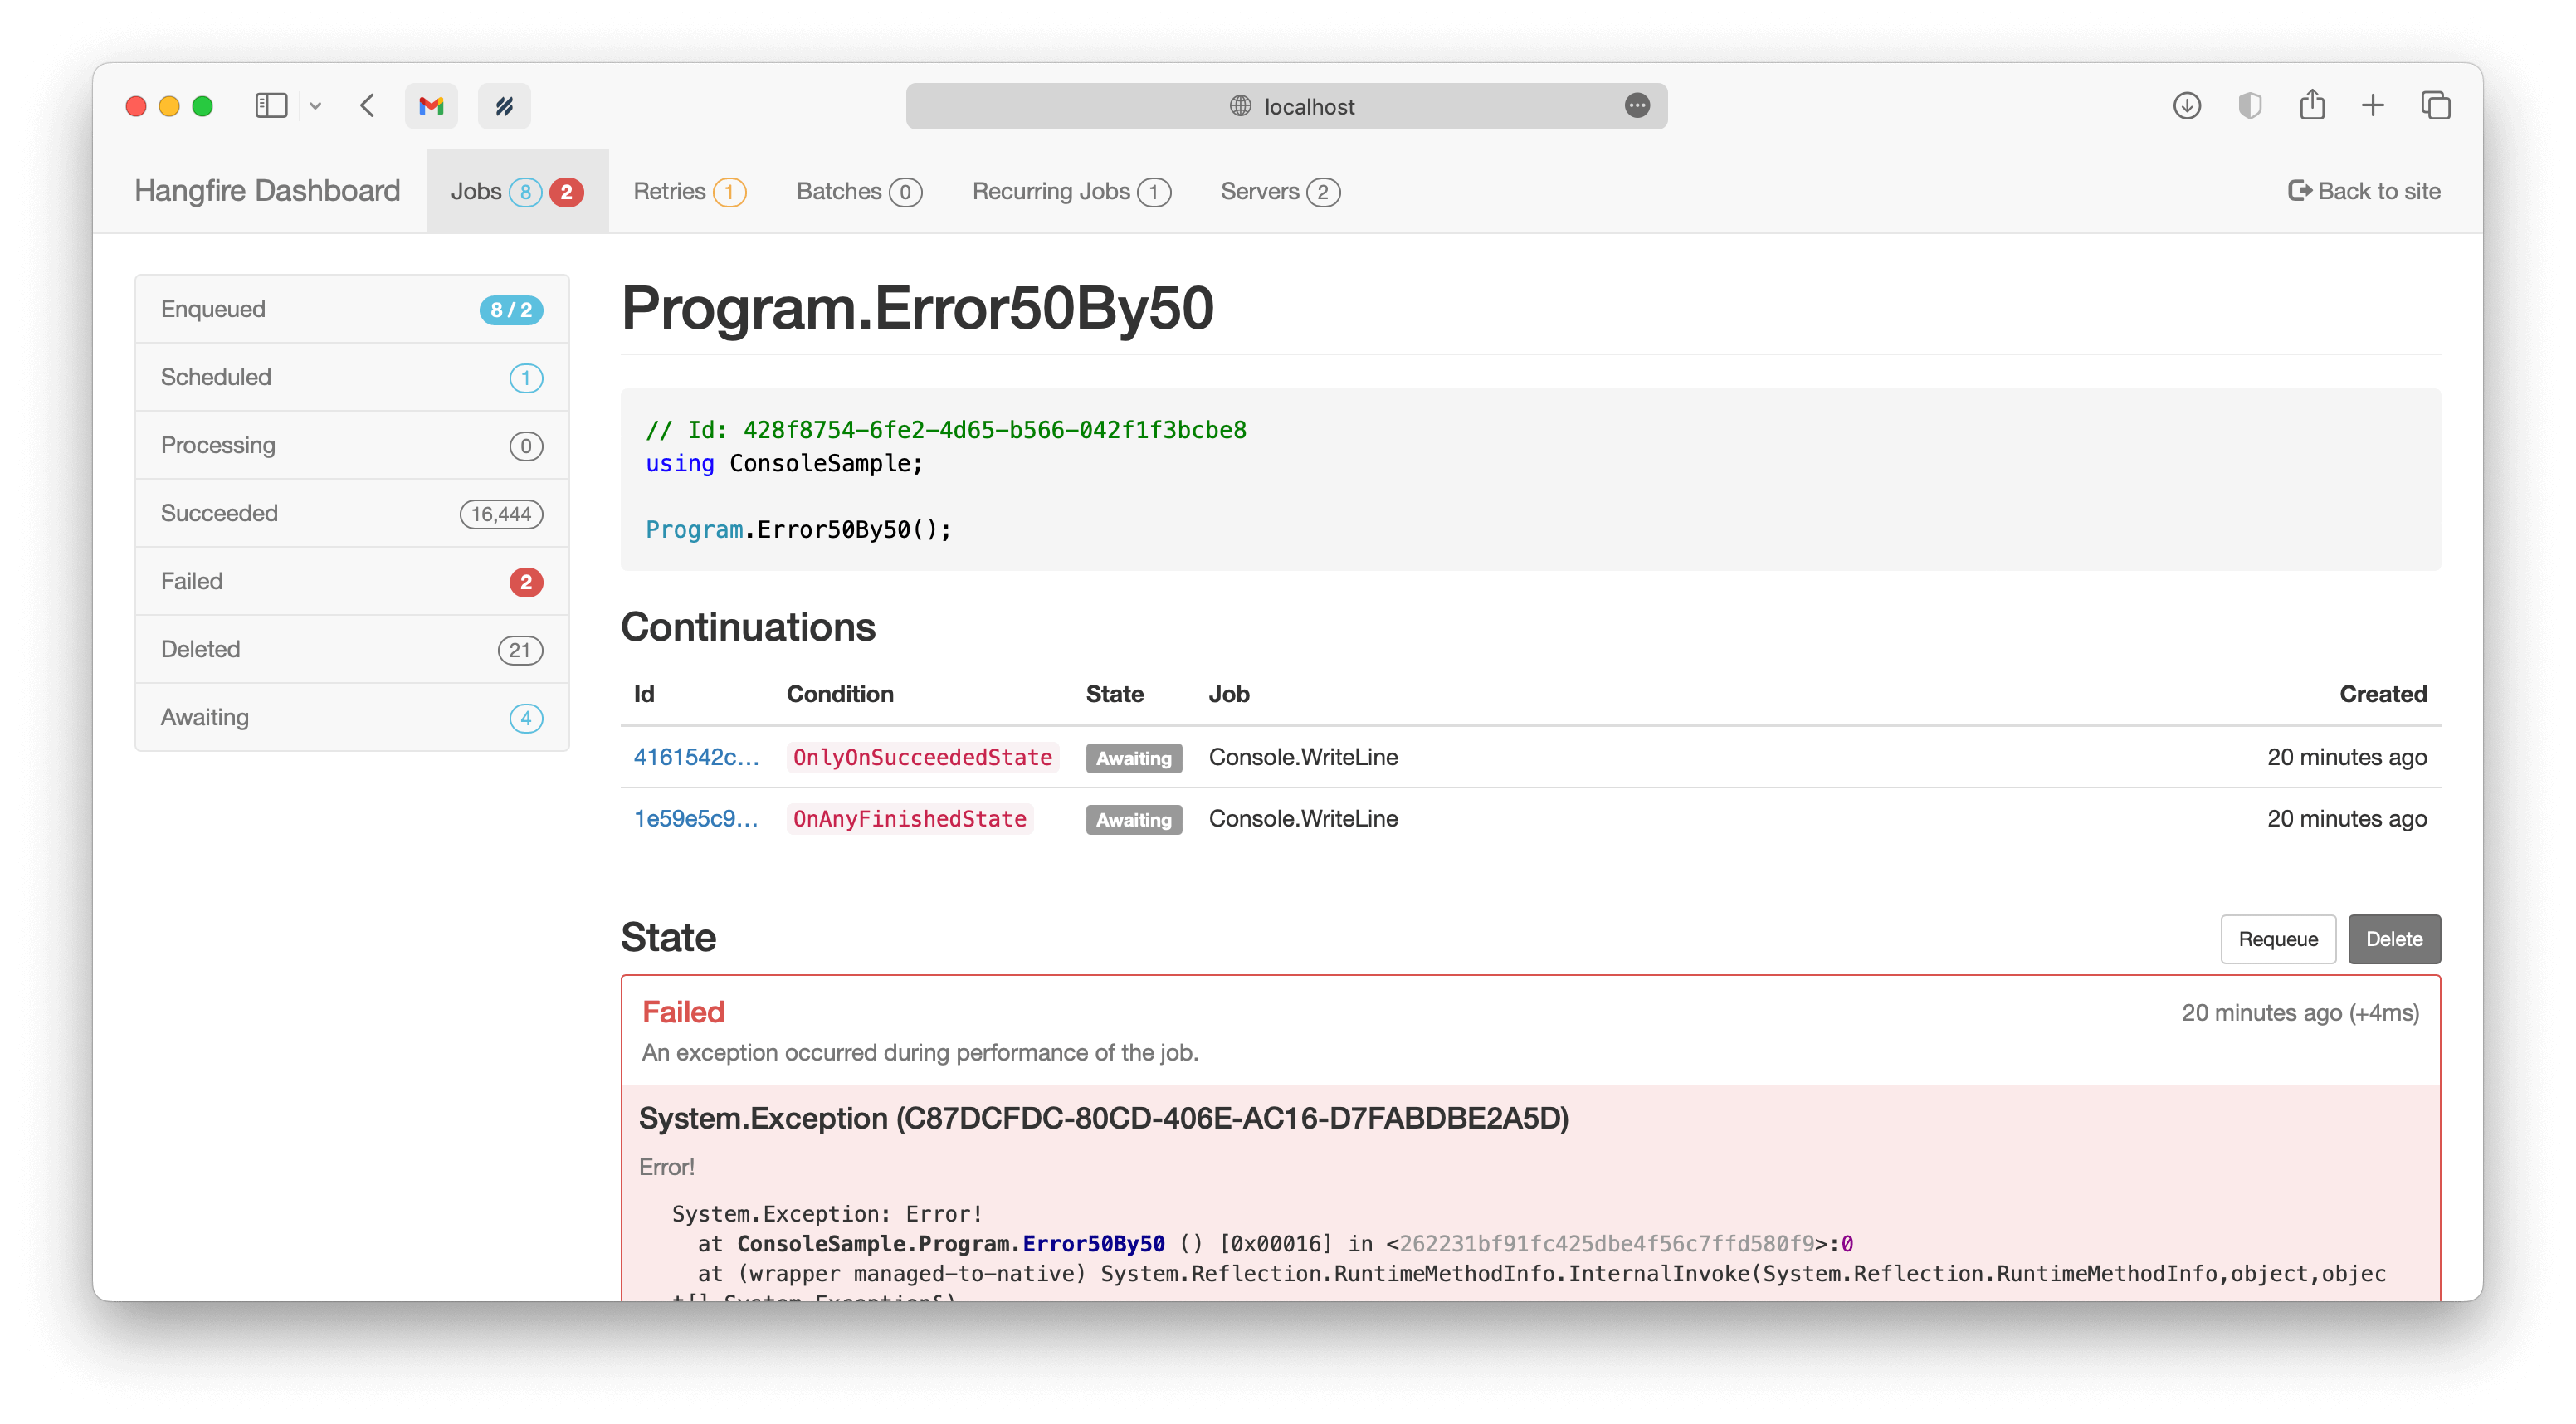 localhost
Hangfire Dashboard Jobs 8 2 Retries 1 Batches 0 Recurring Jobs 1 Servers 2 Back to site
Enqueued 8 / 2
Scheduled 1
Processing 0
Succeeded 16,444
Failed 2
Deleted 21
Awaiting 4
Program.Error50By50
// Id: 428f8754-6fe2-4d65-b566-042f1f3bcbe8
using ConsoleSample;
Program.Error50By50();
Continuations
Id Condition State Job Created
4161542c... OnlyOnSucceededState Awaiting Console.WriteLine 20 minutes ago
1e59e5c9... OnAnyFinishedState Awaiting Console.WriteLine 20 minutes ago
State Requeue Delete
Failed 20 minutes ago (+4ms)
An exception occurred during performance of the job.
System.Exception (C87DCFDC-80CD-406E-AC16-D7FABDBE2A5D)
Error!
System.Exception: Error!
at ConsoleSample.Program.Error50By50 () [0x00016] in <262231bf91fc425dbe4f56c7ffd580f9>:0
at (wrapper managed-to-native) System.Reflection.RuntimeMethodInfo.InternalInvoke(System.Reflection.RuntimeMethodInfo,object,objec